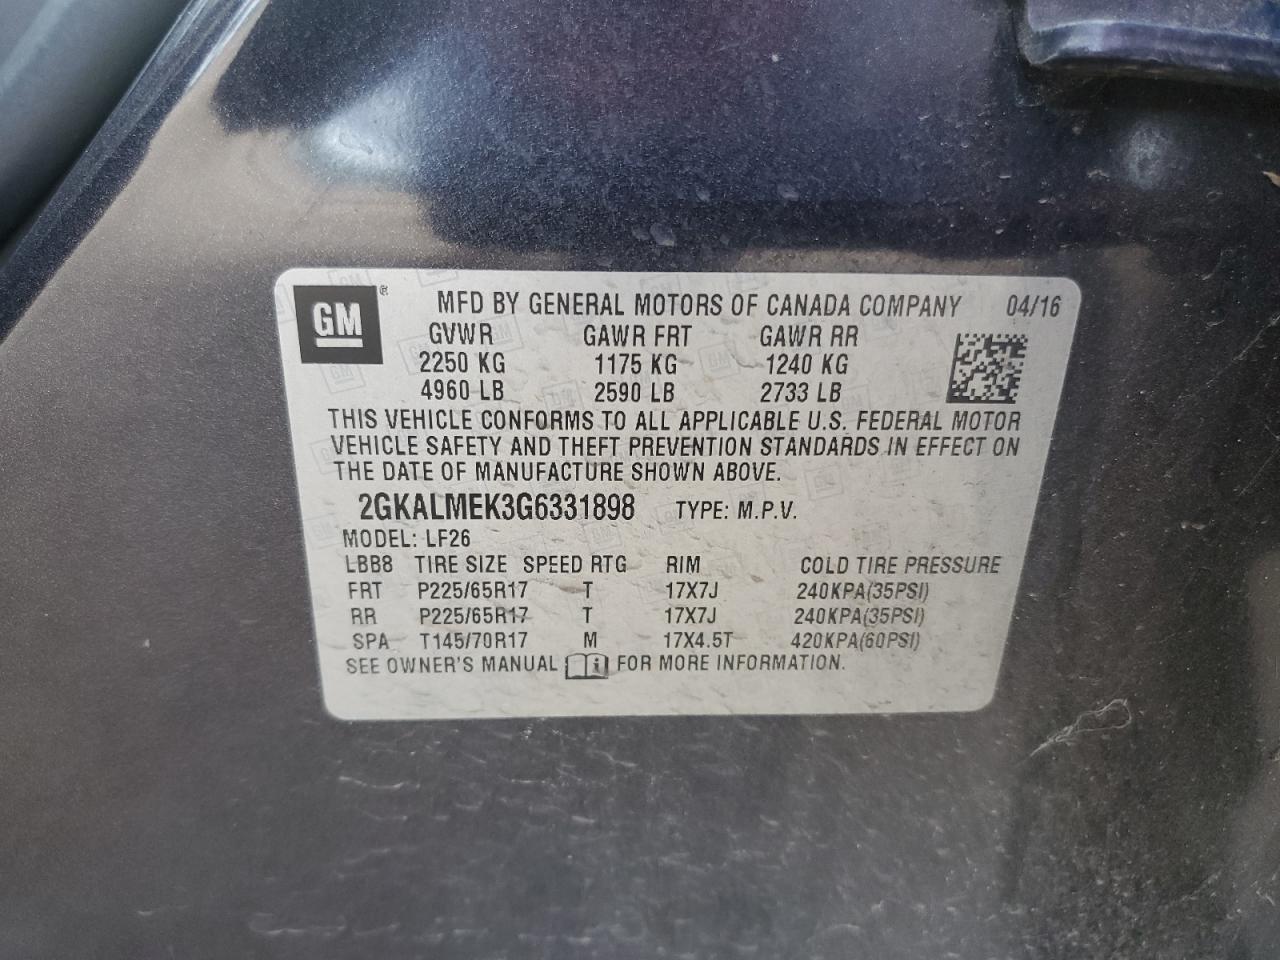 GM ® MFD BY GENERAL MOTORS OF CANADA COMPANY 04/16
GVWR GAWR FRT GAWR RR
2250 KG 1175 KG 1240 KG
4960 LB 2590 LB 2733 LB
THIS VEHICLE CONFORMS TO ALL APPLICABLE U.S. FEDERAL MOTOR
VEHICLE SAFETY AND THEFT PREVENTION STANDARDS IN EFFECT ON
THE DATE OF MANUFACTURE SHOWN ABOVE.
2GKALMEK3G6331898 TYPE: M.P.V.
MODEL: LF26
LBB8 TIRE SIZE SPEED RTG RIM COLD TIRE PRESSURE
FRT P225/65R17 T 17X7J 240KPA(35PSI)
RR P225/65R17 T 17X7J 240KPA(35PSI)
SPA T145/70R17 M 17X4.5T 420KPA(60PSI)
SEE OWNER'S MANUAL i FOR MORE INFORMATION.